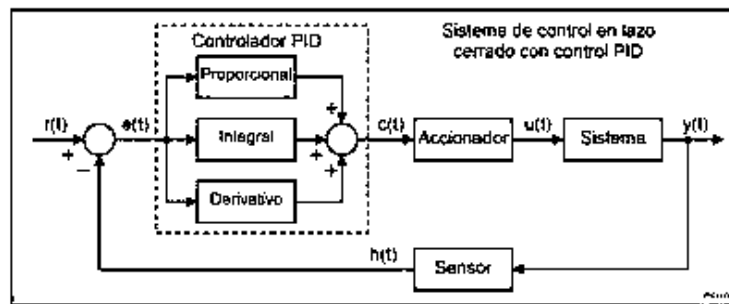 Controlador PID
Sistema de control en lazo
cerrado con control PID
Proporcional
r(t)
e(t)
Integral
c(t)
Accionador
u(t)
Sistema
y(t)
+
−
+
+
+
Derivativo
h(t)
Sensor